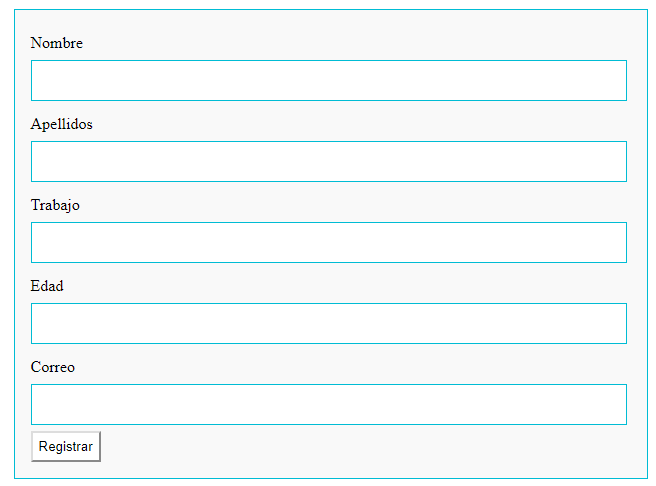 Nombre
Apellidos
Trabajo
Edad
Correo
Registrar